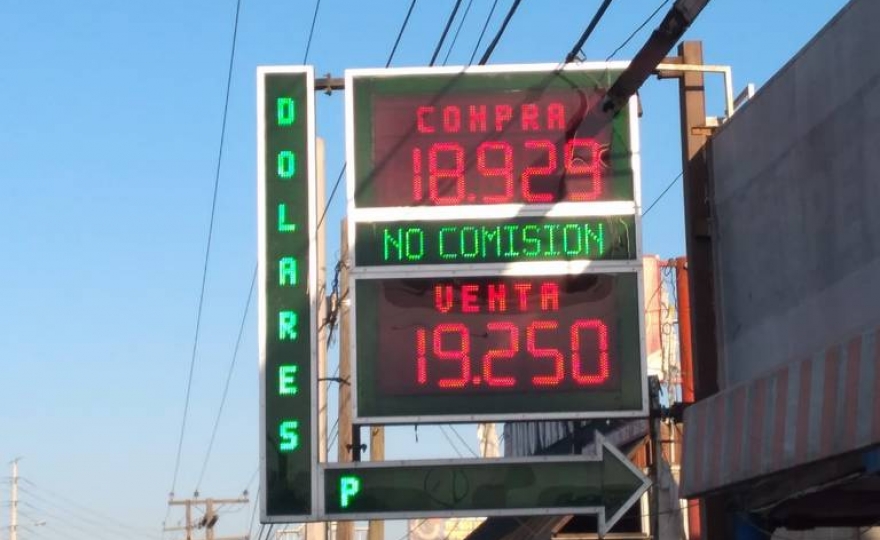 DOLARES
COMPRA
18.929
NO COMISION
VENTA
19.250
P